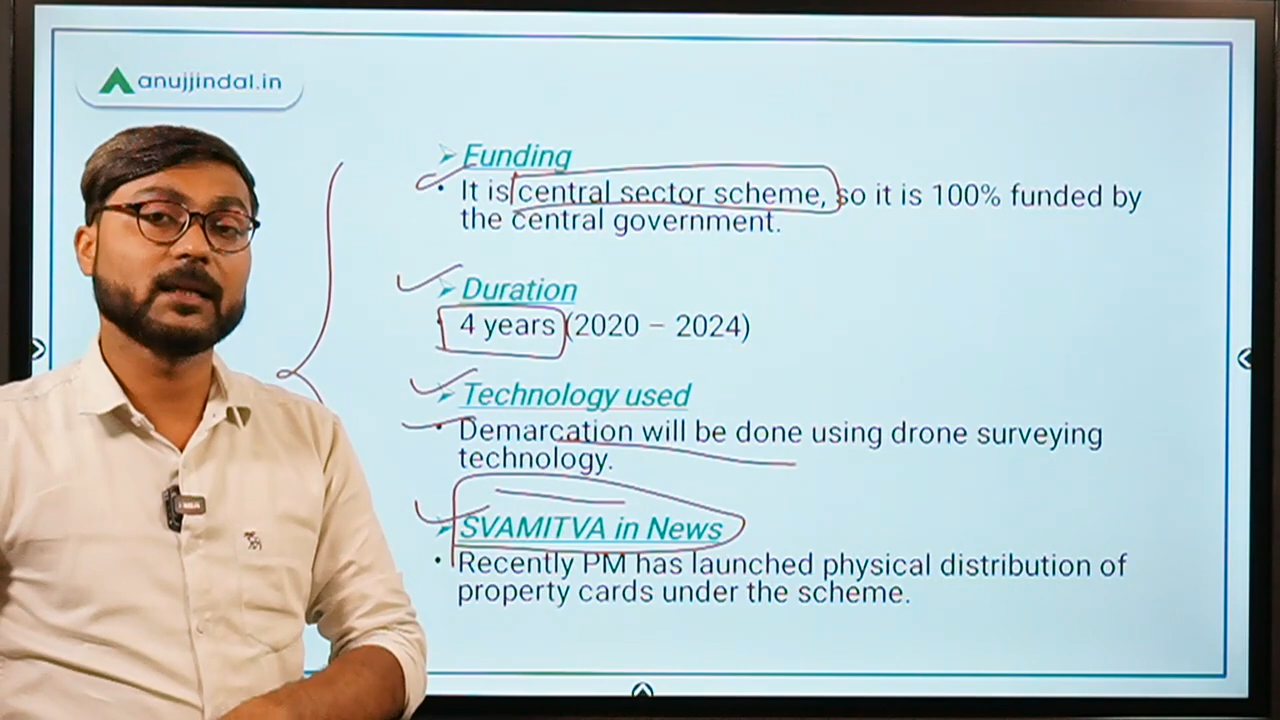 anujjindal.in
➢ Funding
• It is central sector scheme, so it is 100% funded by
the central government.
➢ Duration
• 4 years (2020 – 2024)
➢ Technology used
• Demarcation will be done using drone surveying
technology.
➢ SVAMITVA in News
• Recently PM has launched physical distribution of
property cards under the scheme.